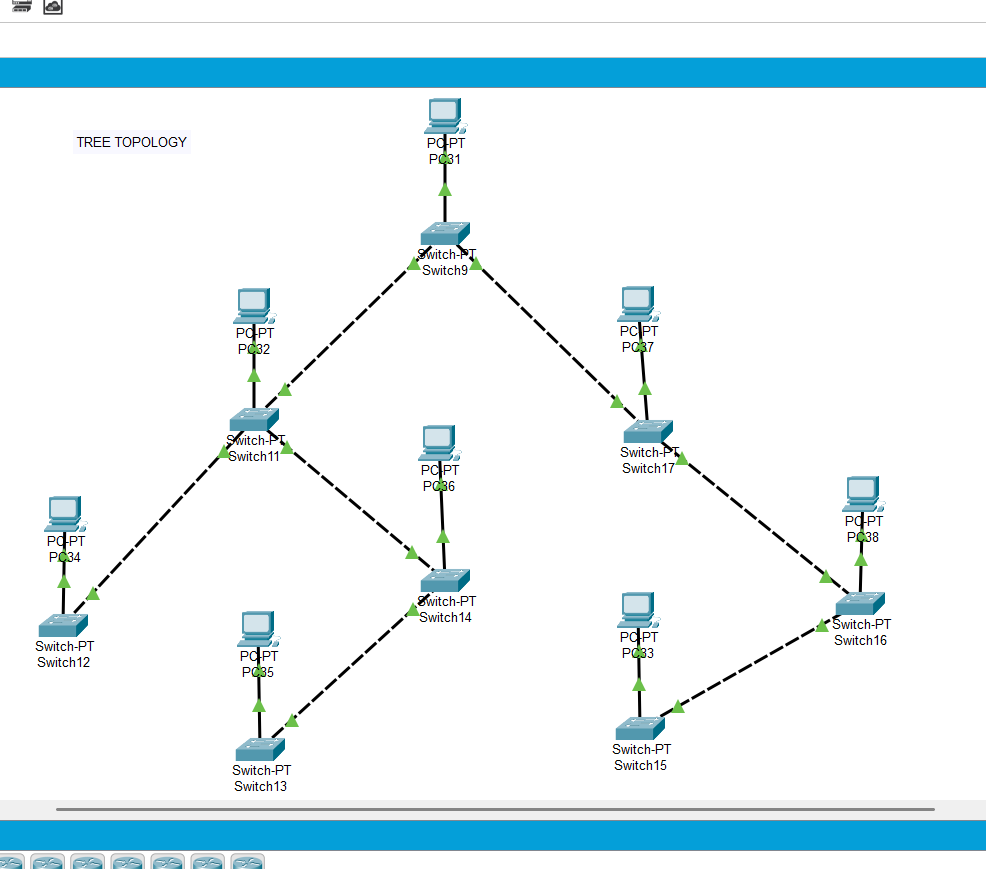 TREE TOPOLOGY
PC-PT
PC31
Switch-PT
Switch9
PC-PT
PC32
PC-PT
PC37
Switch-PT
Switch11
PC-PT
PC36
Switch-PT
Switch17
PC-PT
PC34
PC-PT
PC38
Switch-PT
Switch14
PC-PT
PC33
Switch-PT
Switch16
Switch-PT
Switch12
PC-PT
PC35
Switch-PT
Switch15
Switch-PT
Switch13